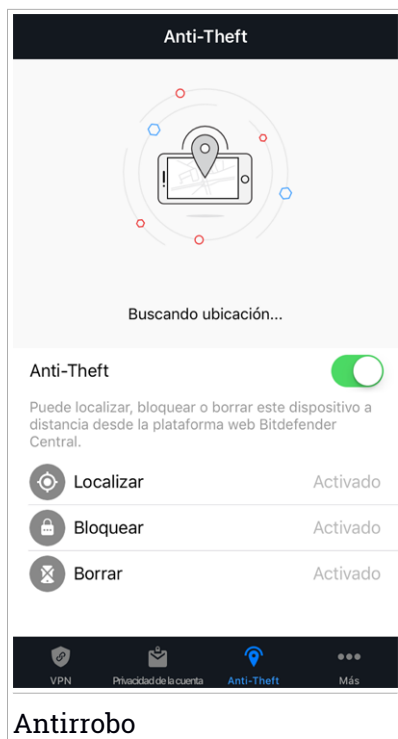 Anti-Theft
Buscando ubicación...
Anti-Theft
Puede localizar, bloquear o borrar este dispositivo a
distancia desde la plataforma web Bitdefender
Central.
Localizar Activado
Bloquear Activado
Borrar Activado
VPN Privacidad de la cuenta Anti-Theft Más
Antirrobo